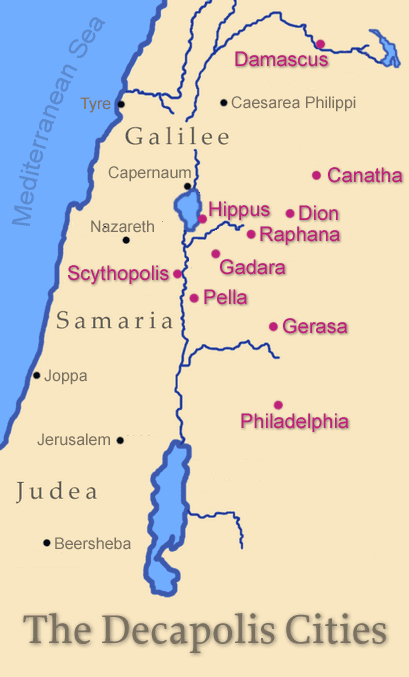 Mediterranean Sea
Damascus
Tyre
Caesarea Philippi
Galilee
Capernaum
Canatha
Hippus
Dion
Nazareth
Raphana
Scythopolis
Gadara
Pella
Samaria
Gerasa
Joppa
Philadelphia
Jerusalem
Judea
Beersheba
The Decapolis Cities